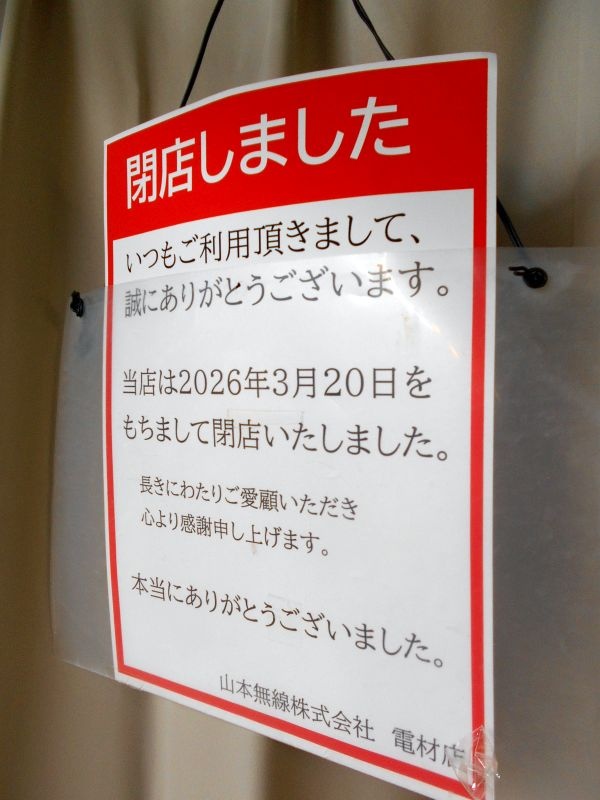 閉店しました
いつもご利用頂きまして、
誠にありがとうございます。
当店は2026年3月20日を
もちまして閉店いたしました。
長きにわたりご愛顧いただき
心より感謝申し上げます。
本当にありがとうございました。
山本無線株式会社 電材店